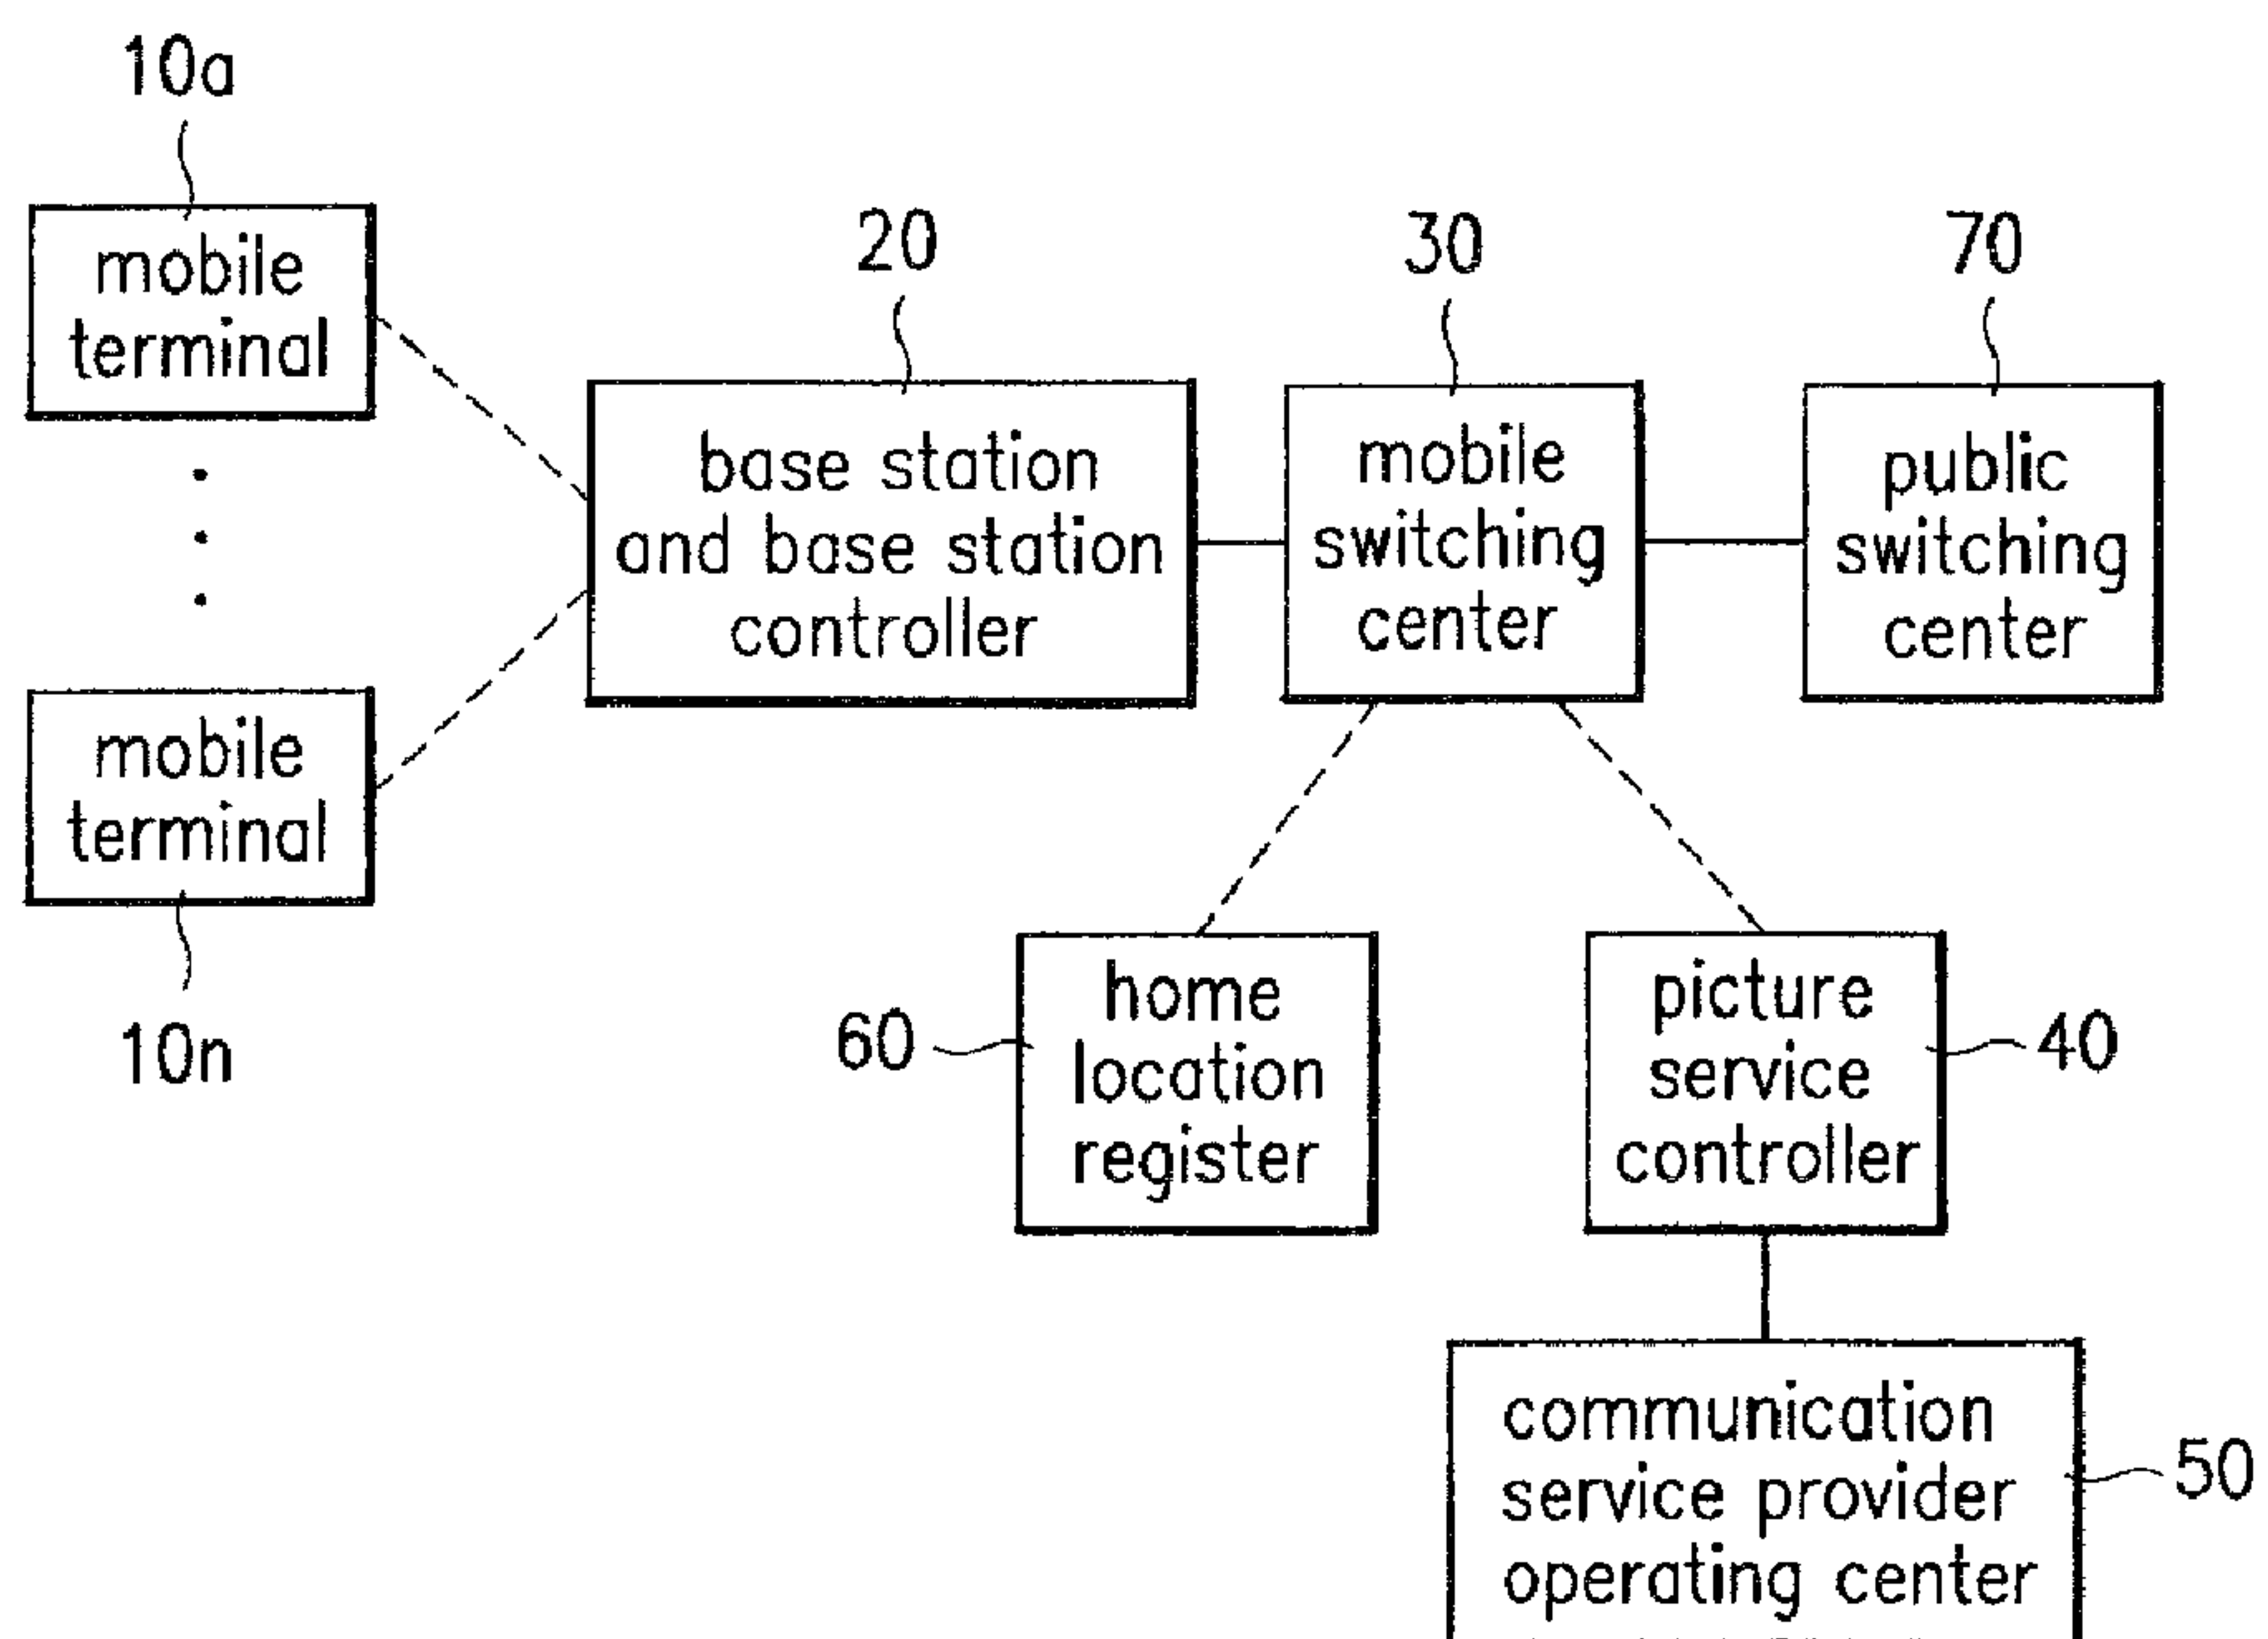 10a
mobile
terminal
20
base station
and base station
controller
30
mobile
switching
center
70
public
switching
center
mobile
terminal
10n
60
home
location
register
picture
service
controller
40
communication
service provider
operating center
50